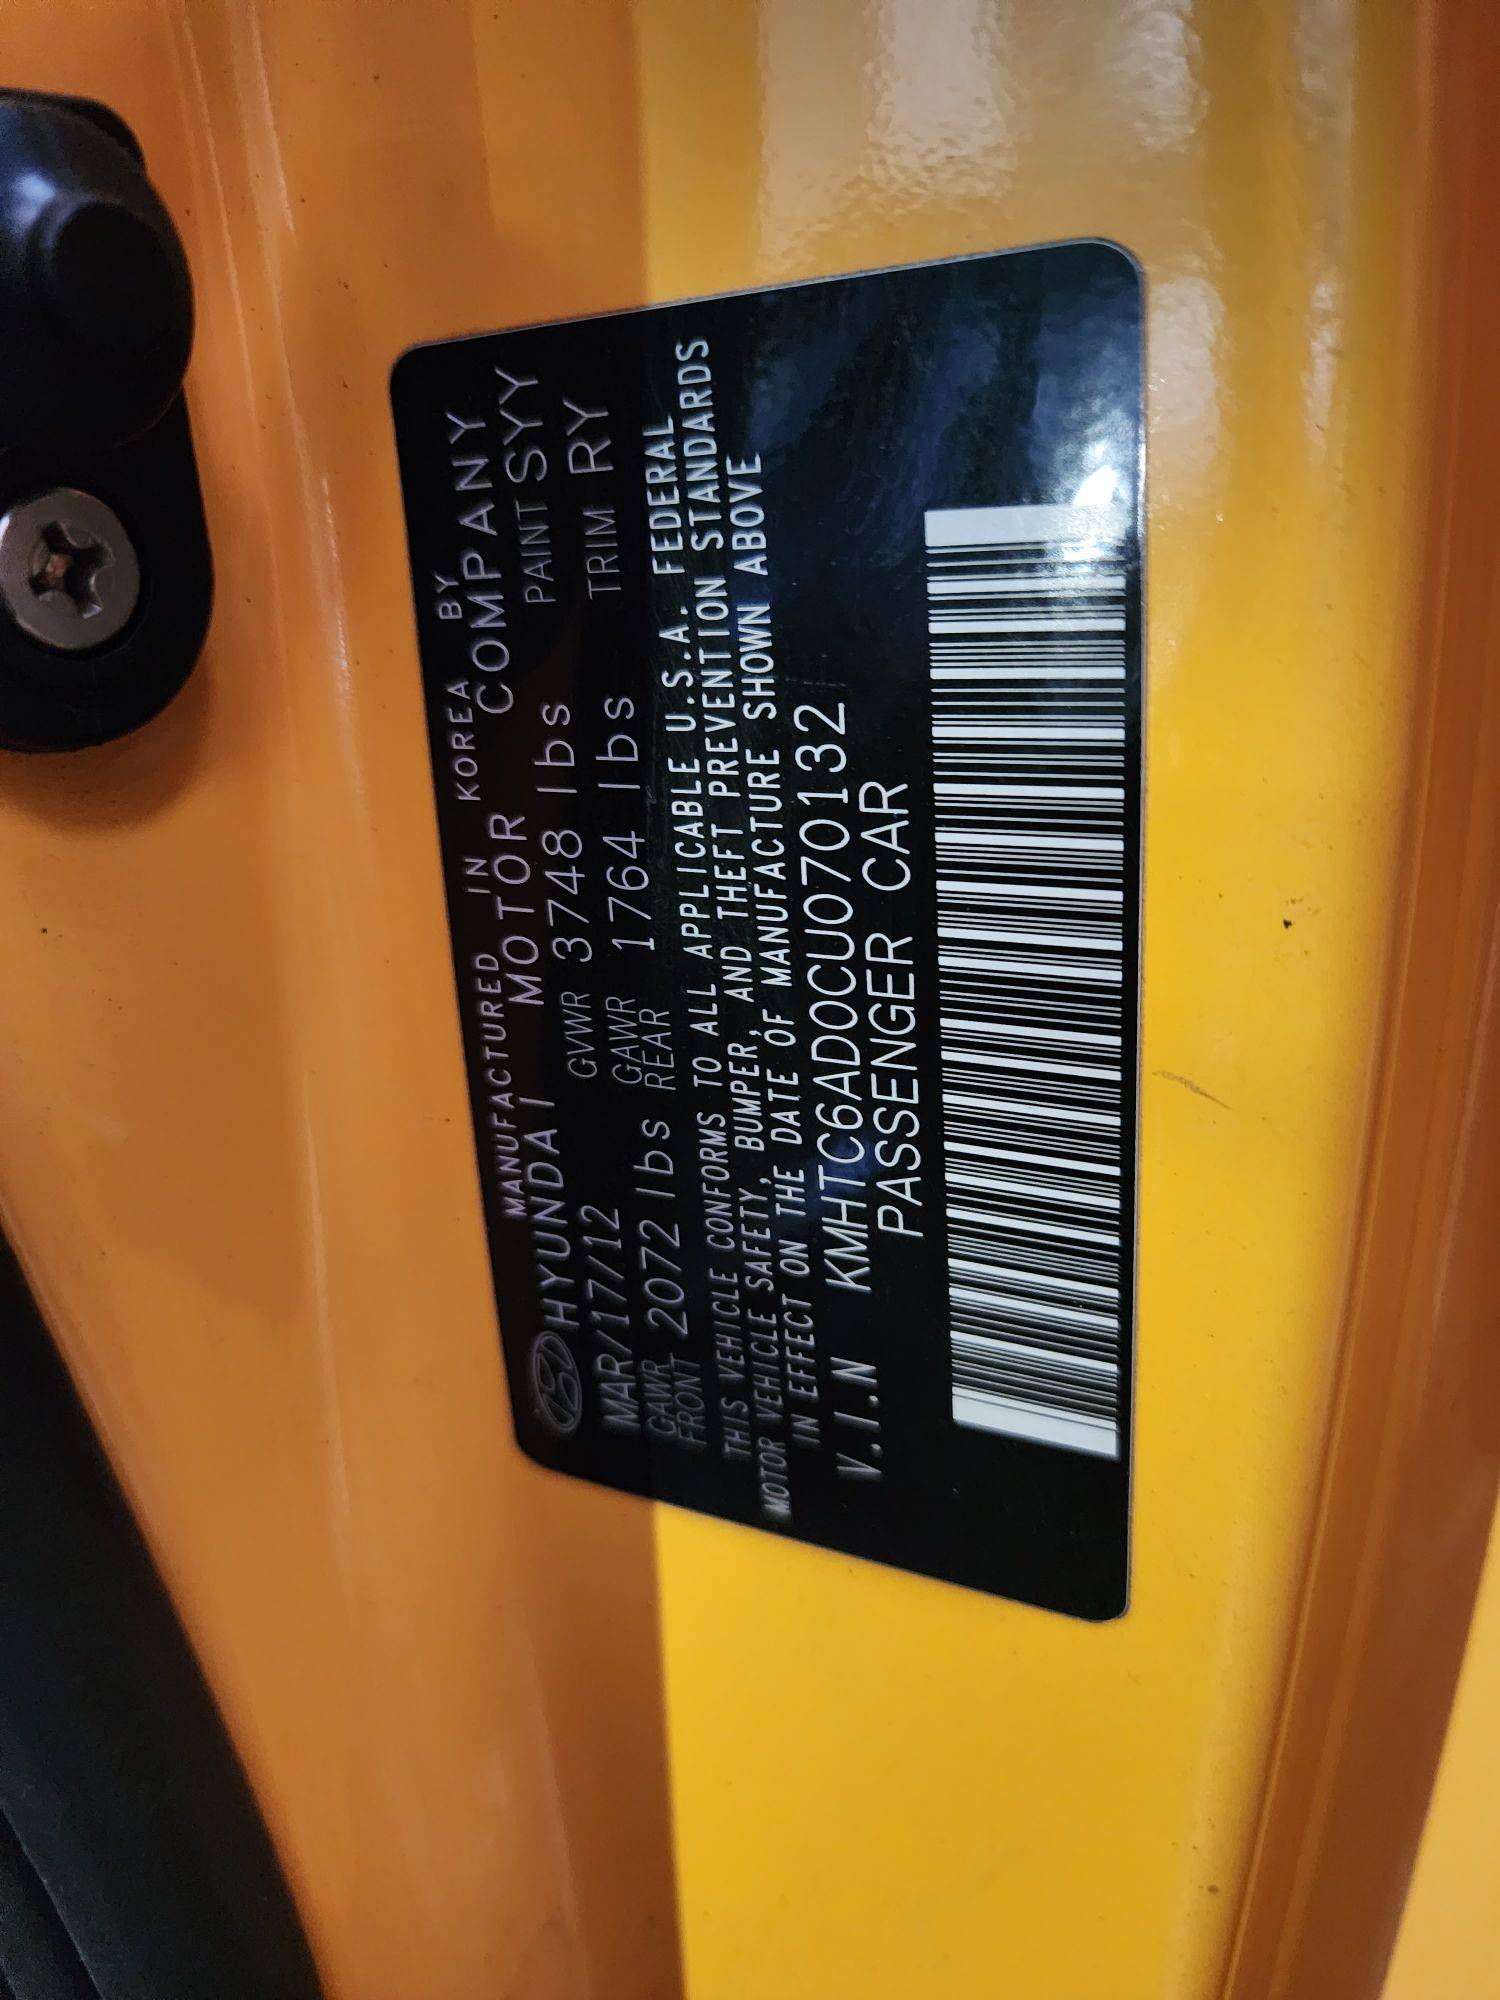 MANUFACTURED IN KOREA BY
HYUNDAI MOTOR COMPANY
MAR/17/12 GVWR 3748 lbs PAINT SYY
GAWR FRONT 2072 lbs GAWR REAR 1764 lbs TRIM RY
THIS VEHICLE CONFORMS TO ALL APPLICABLE U.S.A. FEDERAL
MOTOR VEHICLE SAFETY, BUMPER, AND THEFT PREVENTION STANDARDS
IN EFFECT ON THE DATE OF MANUFACTURE SHOWN ABOVE
V.I.N KMHTC6AD0CU070132
PASSENGER CAR